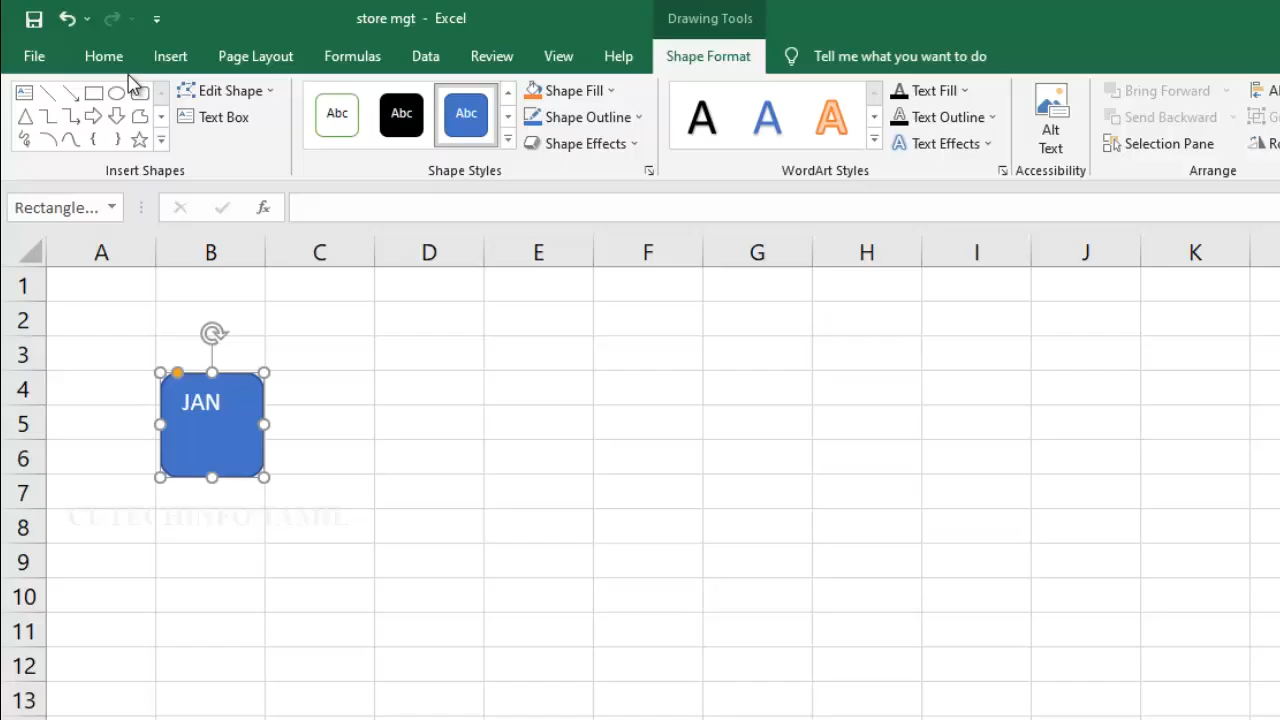 store mgt - Excel
Drawing Tools
File Home Insert Page Layout Formulas Data Review View Help Shape Format Tell me what you want to do
Edit Shape
Text Box
Insert Shapes
Abc Abc Abc
Shape Fill
Shape Outline
Shape Effects
Shape Styles
A A A
Text Fill
Text Outline
Text Effects
WordArt Styles
Alt
Text
Accessibility
Bring Forward
Send Backward
Selection Pane
Arrange
Rectangle...
fx
A B C D E F G H I J K
1
2
3
4
5
6
7
8
9
10
11
12
13
JAN
CUTECHINFO TAMIL